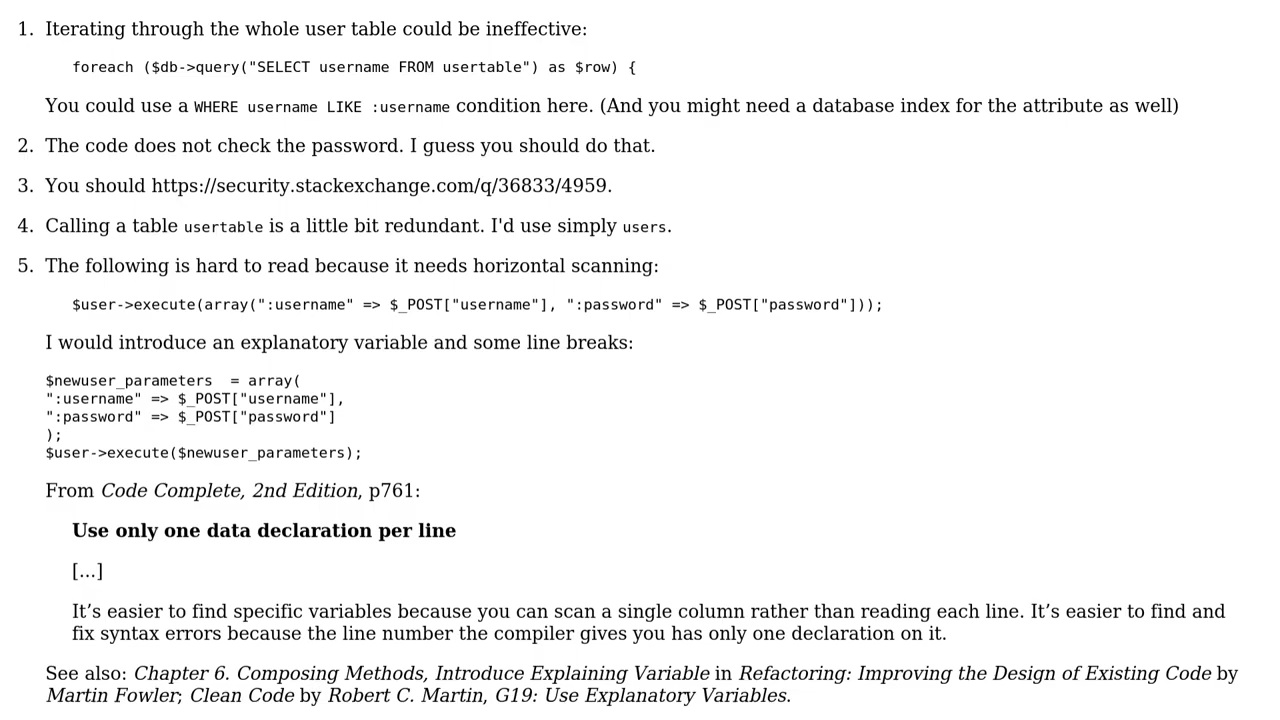 1. Iterating through the whole user table could be ineffective:
foreach ($db->query("SELECT username FROM usertable") as $row) {
You could use a WHERE username LIKE :username condition here. (And you might need a database index for the attribute as well)
2. The code does not check the password. I guess you should do that.
3. You should https://security.stackexchange.com/q/36833/4959.
4. Calling a table usertable is a little bit redundant. I'd use simply users.
5. The following is hard to read because it needs horizontal scanning:
$user->execute(array(":username" => $_POST["username"], ":password" => $_POST["password"]));
I would introduce an explanatory variable and some line breaks:
$newuser_parameters  = array(
":username" => $_POST["username"],
":password" => $_POST["password"]
);
$user->execute($newuser_parameters);
From Code Complete, 2nd Edition, p761:
Use only one data declaration per line
[...]
It’s easier to find specific variables because you can scan a single column rather than reading each line. It’s easier to find and
fix syntax errors because the line number the compiler gives you has only one declaration on it.
See also: Chapter 6. Composing Methods, Introduce Explaining Variable in Refactoring: Improving the Design of Existing Code by
Martin Fowler; Clean Code by Robert C. Martin, G19: Use Explanatory Variables.